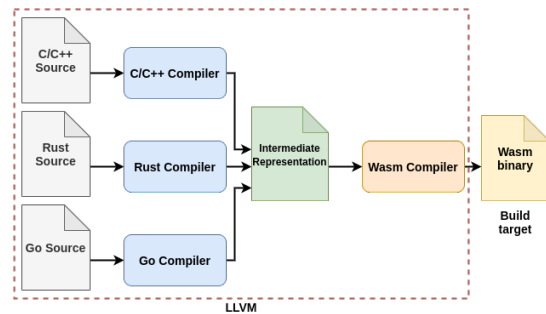 C/C++
Source
C/C++ Compiler
Rust
Source
Rust Compiler
Intermediate
Representation
Wasm Compiler
Wasm
binary
Build
target
Go Source
Go Compiler
LLVM